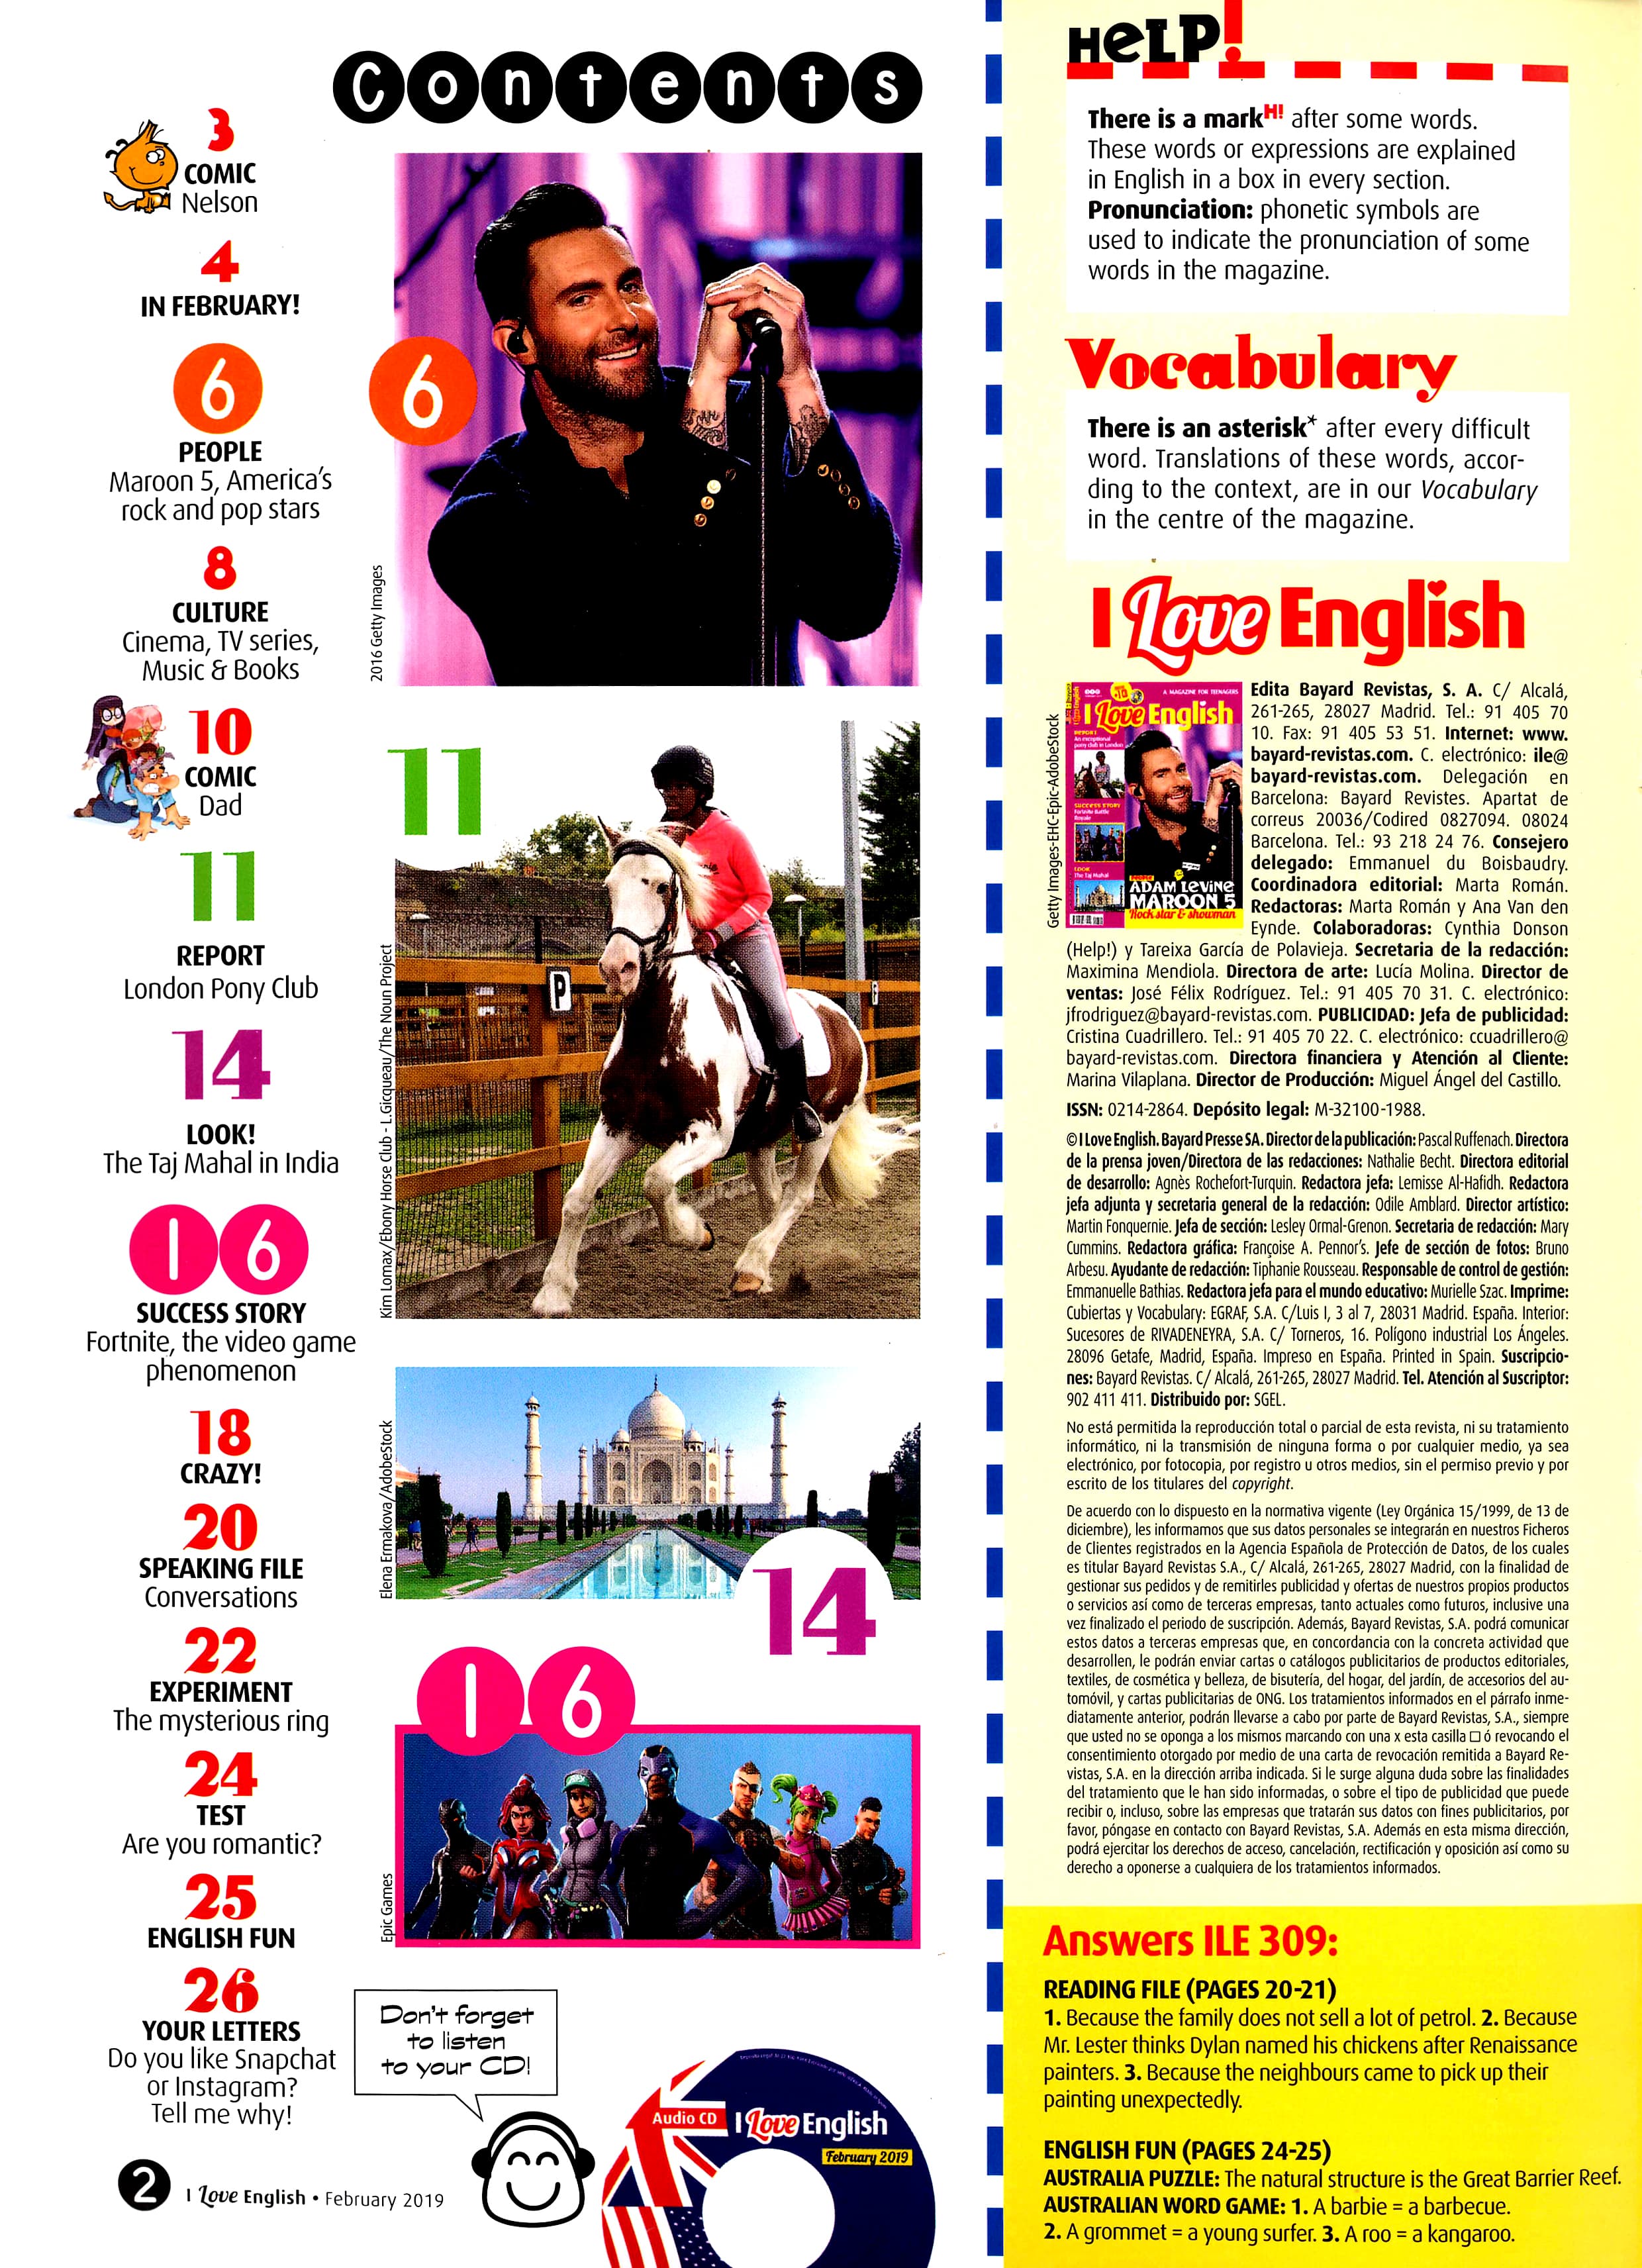 Contents
3
COMIC
Nelson
4
IN FEBRUARY!
6
PEOPLE
Maroon 5, America's
rock and pop stars
8
CULTURE
Cinema, TV series,
Music & Books
10
COMIC
Dad
11
REPORT
London Pony Club
14
LOOK!
The Taj Mahal in India
16
SUCCESS STORY
Fortnite, the video game
phenomenon
18
CRAZY!
20
SPEAKING FILE
Conversations
22
EXPERIMENT
The mysterious ring
24
TEST
Are you romantic?
25
ENGLISH FUN
26
YOUR LETTERS
Do you like Snapchat
or Instagram?
Tell me why!
2 I Love English • February 2019
6
2016 Getty Images
11
P
Kim Lomax/Ebony Horse Club - L.Gicqueau/The Noun Project
14
Elena Ermakova/AdobeStock
16
Epic Games
Don't forget
to listen
to your CD!
Audio CD
I Love English
February 2019
HeLP!
There is a mark H! after some words.
These words or expressions are explained
in English in a box in every section.
Pronunciation: phonetic symbols are
used to indicate the pronunciation of some
words in the magazine.
Vocabulary
There is an asterisk* after every difficult
word. Translations of these words, accor-
ding to the context, are in our Vocabulary
in the centre of the magazine.
I Love English
Getty Images-EHC-Epic-AdobeStock
A MAGAZINE FOR TEENAGERS
I Love English
REPORT
An exceptional
pony club in London
SUCCESS STORY
Fortnite Battle
Royale
LOOK
The Taj Mahal
ADAM LEVINE
MAROON 5
Rock star & showman
Edita Bayard Revistas, S. A. C/ Alcalá,
261-265, 28027 Madrid. Tel.: 91 405 70
10. Fax: 91 405 53 51. Internet: www.
bayard-revistas.com. C. electrónico: ile@
bayard-revistas.com. Delegación en
Barcelona: Bayard Revistes. Apartat de
correus 20036/Codired 0827094. 08024
Barcelona. Tel.: 93 218 24 76. Consejero
delegado: Emmanuel du Boisbaudry.
Coordinadora editorial: Marta Román.
Redactoras: Marta Román y Ana Van den
Eynde. Colaboradoras: Cynthia Donson
(Help!) y Tareixa García de Polavieja. Secretaria de la redacción:
Maximina Mendiola. Directora de arte: Lucía Molina. Director de
ventas: José Félix Rodríguez. Tel.: 91 405 70 31. C. electrónico:
jfrodriguez@bayard-revistas.com. PUBLICIDAD: Jefa de publicidad:
Cristina Cuadrillero. Tel.: 91 405 70 22. C. electrónico: ccuadrillero@
bayard-revistas.com. Directora financiera y Atención al Cliente:
Marina Vilaplana. Director de Producción: Miguel Ángel del Castillo.
ISSN: 0214-2864. Depósito legal: M-32100-1988.
© I Love English. Bayard Presse SA. Director de la publicación: Pascal Ruffenach. Directora
de la prensa joven/Directora de las redacciones: Nathalie Becht. Directora editorial
de desarrollo: Agnès Rochefort-Turquin. Redactora jefa: Lemisse Al-Hafidh. Redactora
jefa adjunta y secretaria general de la redacción: Odile Amblard. Director artístico:
Martin Fonquernie. Jefa de sección: Lesley Ormal-Grenon. Secretaria de redacción: Mary
Cummins. Redactora gráfica: Françoise A. Pennor's. Jefe de sección de fotos: Bruno
Arbesu. Ayudante de redacción: Tiphanie Rousseau. Responsable de control de gestión:
Emmanuelle Bathias. Redactora jefa para el mundo educativo: Murielle Szac. Imprime:
Cubiertas y Vocabulary: EGRAF, S.A. C/Luis I, 3 al 7, 28031 Madrid. España. Interior:
Sucesores de RIVADENEYRA, S.A. C/ Torneros, 16. Polígono industrial Los Ángeles.
28096 Getafe, Madrid, España. Impreso en España. Printed in Spain. Suscripcio-
nes: Bayard Revistas. C/ Alcalá, 261-265, 28027 Madrid. Tel. Atención al Suscriptor:
902 411 411. Distribuido por: SGEL.
No está permitida la reproducción total o parcial de esta revista, ni su tratamiento
informático, ni la transmisión de ninguna forma o por cualquier medio, ya sea
electrónico, por fotocopia, por registro u otros medios, sin el permiso previo y por
escrito de los titulares del copyright.
De acuerdo con lo dispuesto en la normativa vigente (Ley Orgánica 15/1999, de 13 de
diciembre), les informamos que sus datos personales se integrarán en nuestros Ficheros
de Clientes registrados en la Agencia Española de Protección de Datos, de los cuales
es titular Bayard Revistas S.A., C/ Alcalá, 261-265, 28027 Madrid, con la finalidad de
gestionar sus pedidos y de remitirles publicidad y ofertas de nuestros propios productos
o servicios así como de terceras empresas, tanto actuales como futuros, inclusive una
vez finalizado el periodo de suscripción. Además, Bayard Revistas, S.A. podrá comunicar
estos datos a terceras empresas que, en concordancia con la concreta actividad que
desarrollen, le podrán enviar cartas o catálogos publicitarios de productos editoriales,
textiles, de cosmética y belleza, de bisutería, del hogar, del jardín, de accesorios del au-
tomóvil, y cartas publicitarias de ONG. Los tratamientos informados en el párrafo inme-
diatamente anterior, podrán llevarse a cabo por parte de Bayard Revistas, S.A., siempre
que usted no se oponga a los mismos marcando con una x esta casilla □ ó revocando el
consentimiento otorgado por medio de una carta de revocación remitida a Bayard Re-
vistas, S.A. en la dirección arriba indicada. Si le surge alguna duda sobre las finalidades
del tratamiento que le han sido informadas, o sobre el tipo de publicidad que puede
recibir o, incluso, sobre las empresas que tratarán sus datos con fines publicitarios, por
favor, póngase en contacto con Bayard Revistas, S.A. Además en esta misma dirección,
podrá ejercitar los derechos de acceso, cancelación, rectificación y oposición así como su
derecho a oponerse a cualquiera de los tratamientos informados.
Answers ILE 309:
READING FILE (PAGES 20-21)
1. Because the family does not sell a lot of petrol. 2. Because
Mr. Lester thinks Dylan named his chickens after Renaissance
painters. 3. Because the neighbours came to pick up their
painting unexpectedly.
ENGLISH FUN (PAGES 24-25)
AUSTRALIA PUZZLE: The natural structure is the Great Barrier Reef.
AUSTRALIAN WORD GAME: 1. A barbie = a barbecue.
2. A grommet = a young surfer. 3. A roo = a kangaroo.